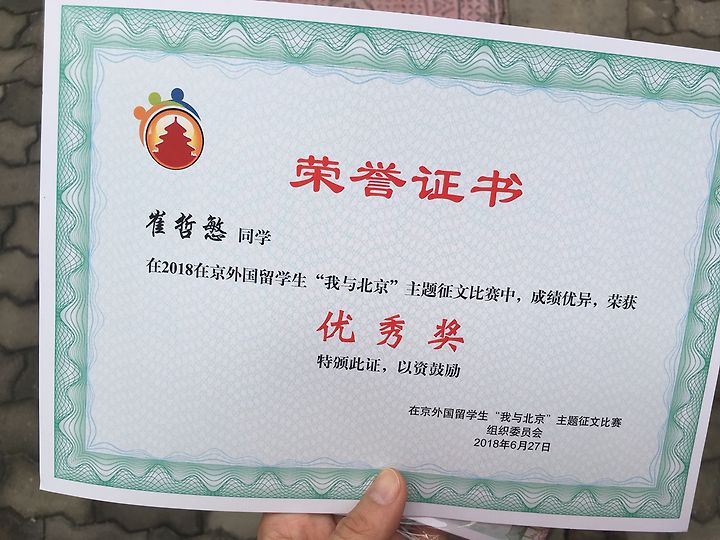 荣誉证书
崔哲慜 同学
在2018在京外国留学生“我与北京”主题征文比赛中，成绩优异，荣获
优秀奖
特颁此证，以资鼓励
在京外国留学生“我与北京”主题征文比赛
组织委员会
2018年6月27日